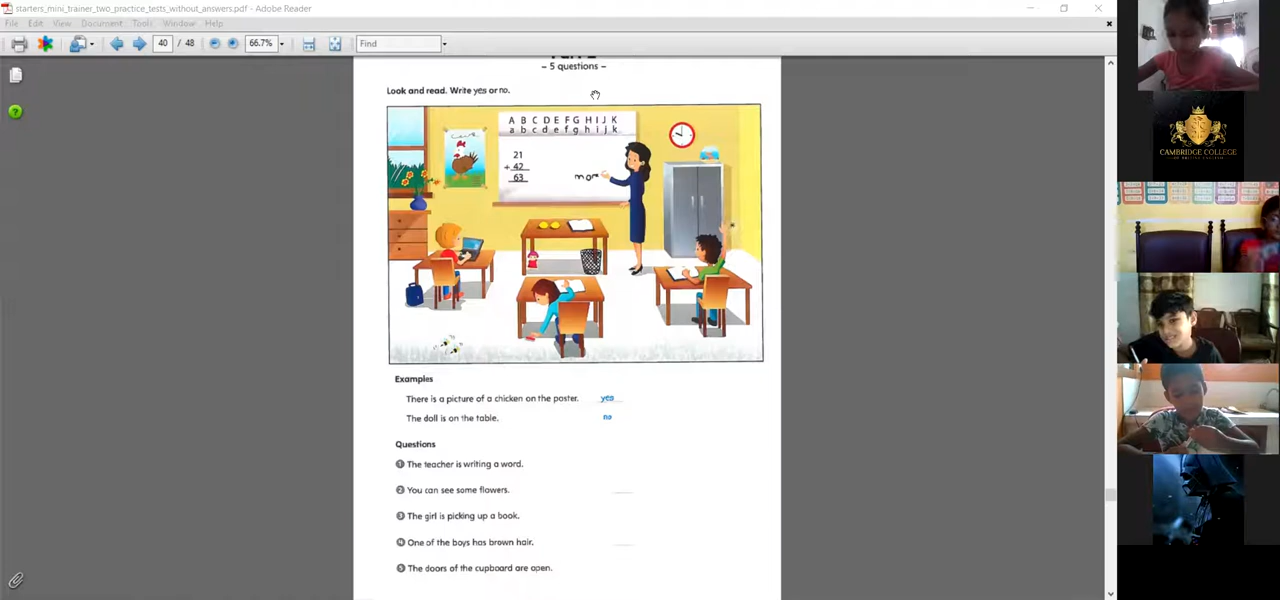 starters_mini_trainer_two_practice_tests_without_answers.pdf - Adobe Reader
File Edit View Document Tools Window Help
40 / 48 66.7% Find
– 5 questions –
Look and read. Write yes or no.
A B C D E F G H I J K
a b c d e f g h i j k
21
+ 42
63
mor
Examples
There is a picture of a chicken on the poster. yes
The doll is on the table. no
Questions
1 The teacher is writing a word.
2 You can see some flowers.
3 The girl is picking up a book.
4 One of the boys has brown hair.
5 The doors of the cupboard are open.
CAMBRIDGE COLLEGE